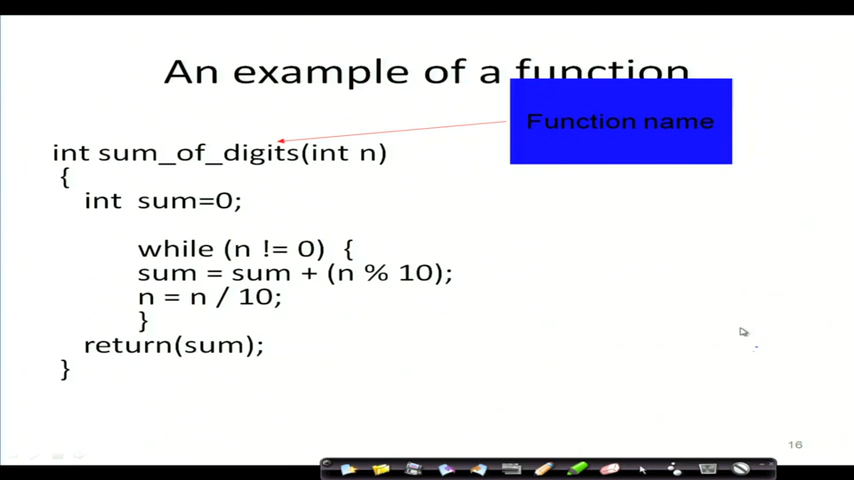 An example of a function
Function name
int sum_of_digits(int n)
{
int sum=0;
while (n != 0) {
sum = sum + (n % 10);
n = n / 10;
}
return(sum);
}
16